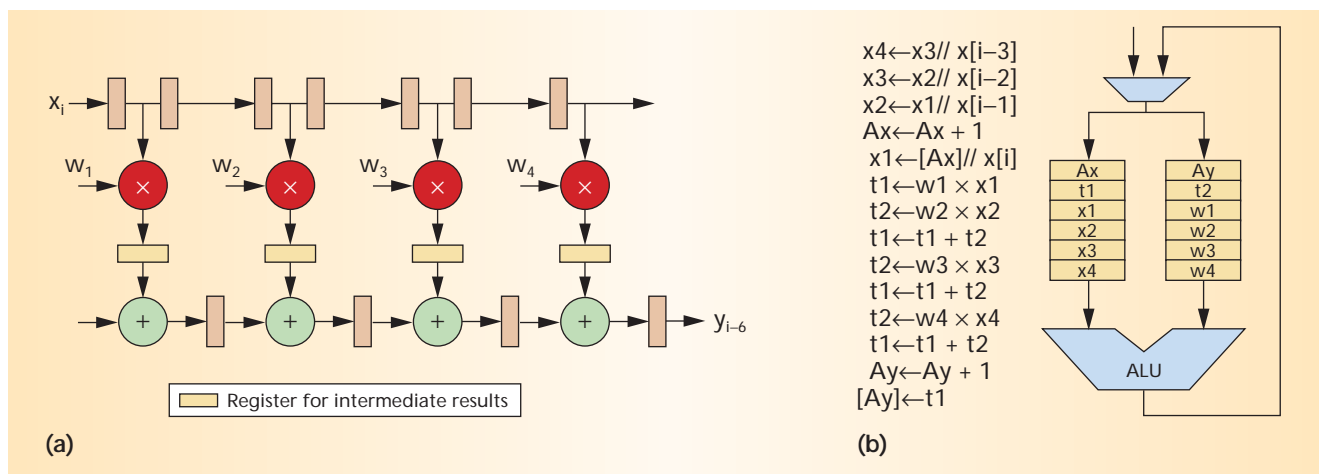 xi
w1
w2
w3
w4
×
×
×
×
+
+
+
+
yi–6
Register for intermediate results
(a)
x4←x3// x[i–3]
x3←x2// x[i–2]
x2←x1// x[i–1]
Ax←Ax + 1
x1←[Ax]// x[i]
t1←w1 × x1
t2←w2 × x2
t1←t1 + t2
t2←w3 × x3
t1←t1 + t2
t2←w4 × x4
t1←t1 + t2
Ay←Ay + 1
[Ay]←t1
Ax
t1
x1
x2
x3
x4
Ay
t2
w1
w2
w3
w4
ALU
(b)